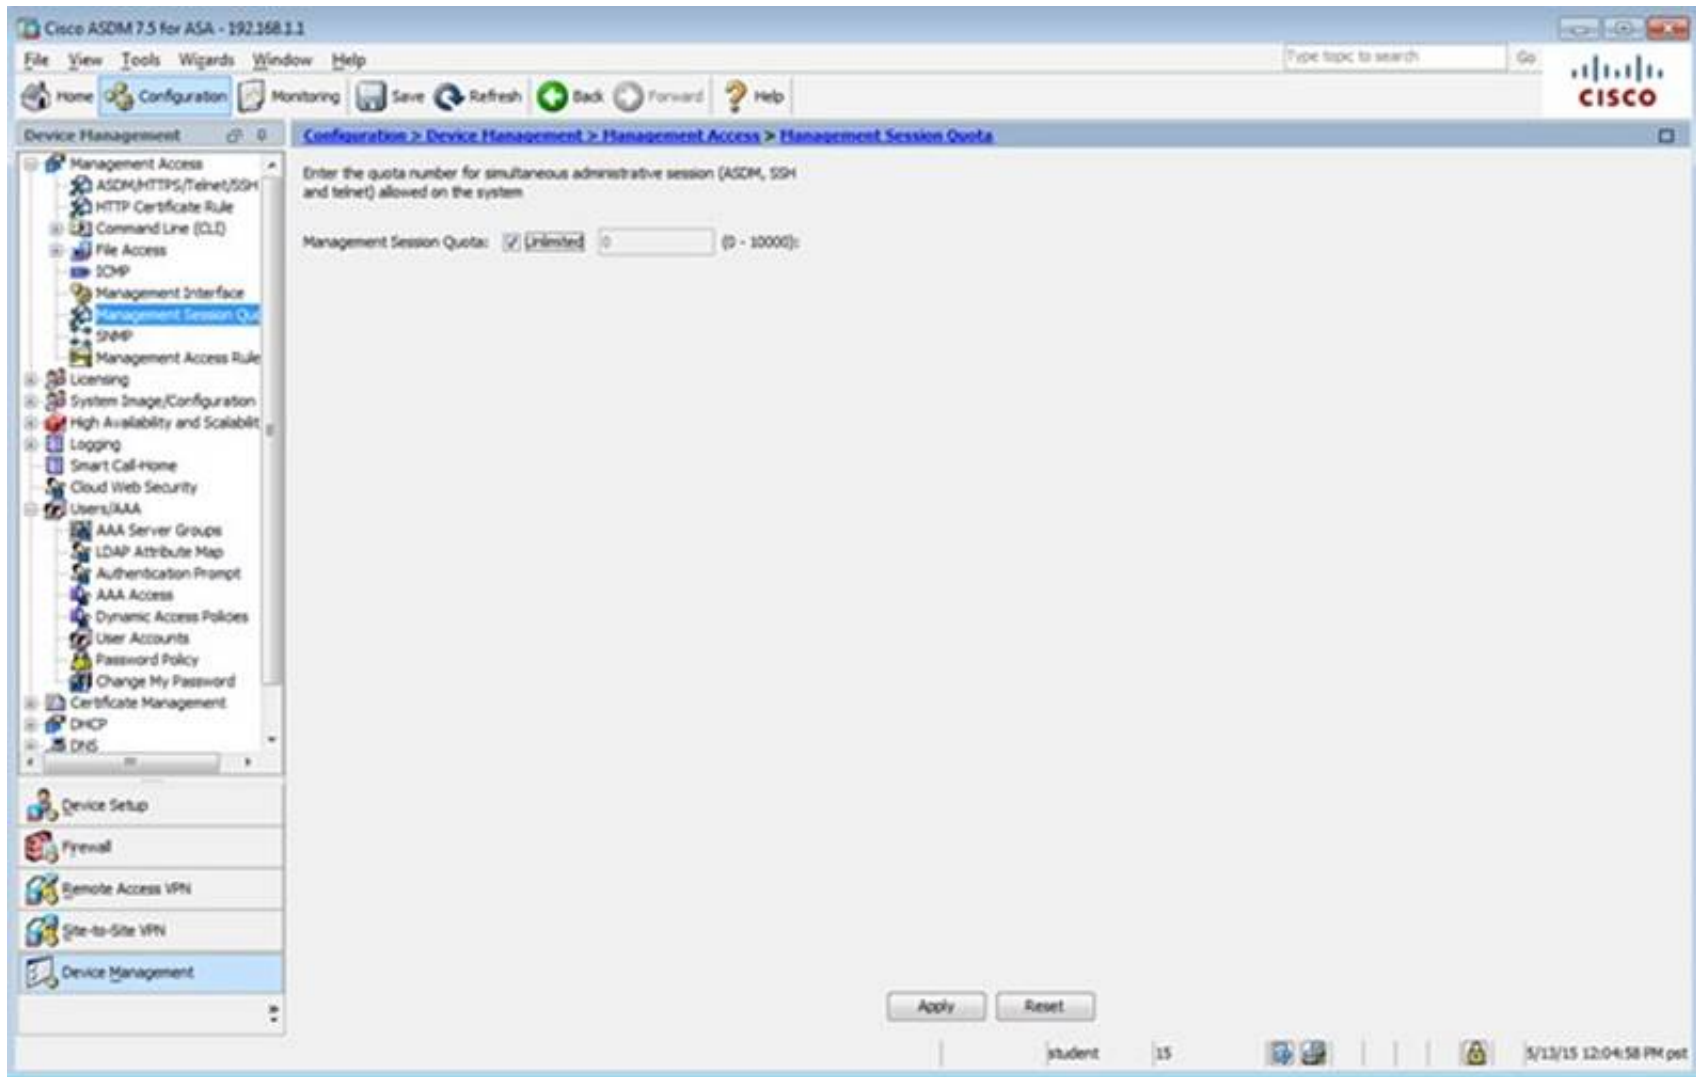 Cisco ASDM 7.5 for ASA - 192.168.1.1
File View Tools Wizards Window Help
Type topic to search Go
Home Configuration Monitoring Save Refresh Back Forward Help
CISCO
Device Management
Configuration > Device Management > Management Access > Management Session Quota
Management Access
ASDM/HTTPS/Telnet/SSH
HTTP Certificate Rule
Command Line (CLI)
File Access
ICMP
Management Interface
Management Session Quo
SNMP
Management Access Rule
Licensing
System Image/Configuration
High Availability and Scalabilit
Logging
Smart Call-Home
Cloud Web Security
Users/AAA
AAA Server Groups
LDAP Attribute Map
Authentication Prompt
AAA Access
Dynamic Access Policies
User Accounts
Password Policy
Change My Password
Certificate Management
DHCP
DNS
Enter the quota number for simultaneous administrative session (ASDM, SSH
and telnet) allowed on the system
Management Session Quota: Unlimited 0 (0 - 10000):
Device Setup
Firewall
Remote Access VPN
Site-to-Site VPN
Device Management
Apply Reset
student 15 5/13/15 12:04:58 PM pst